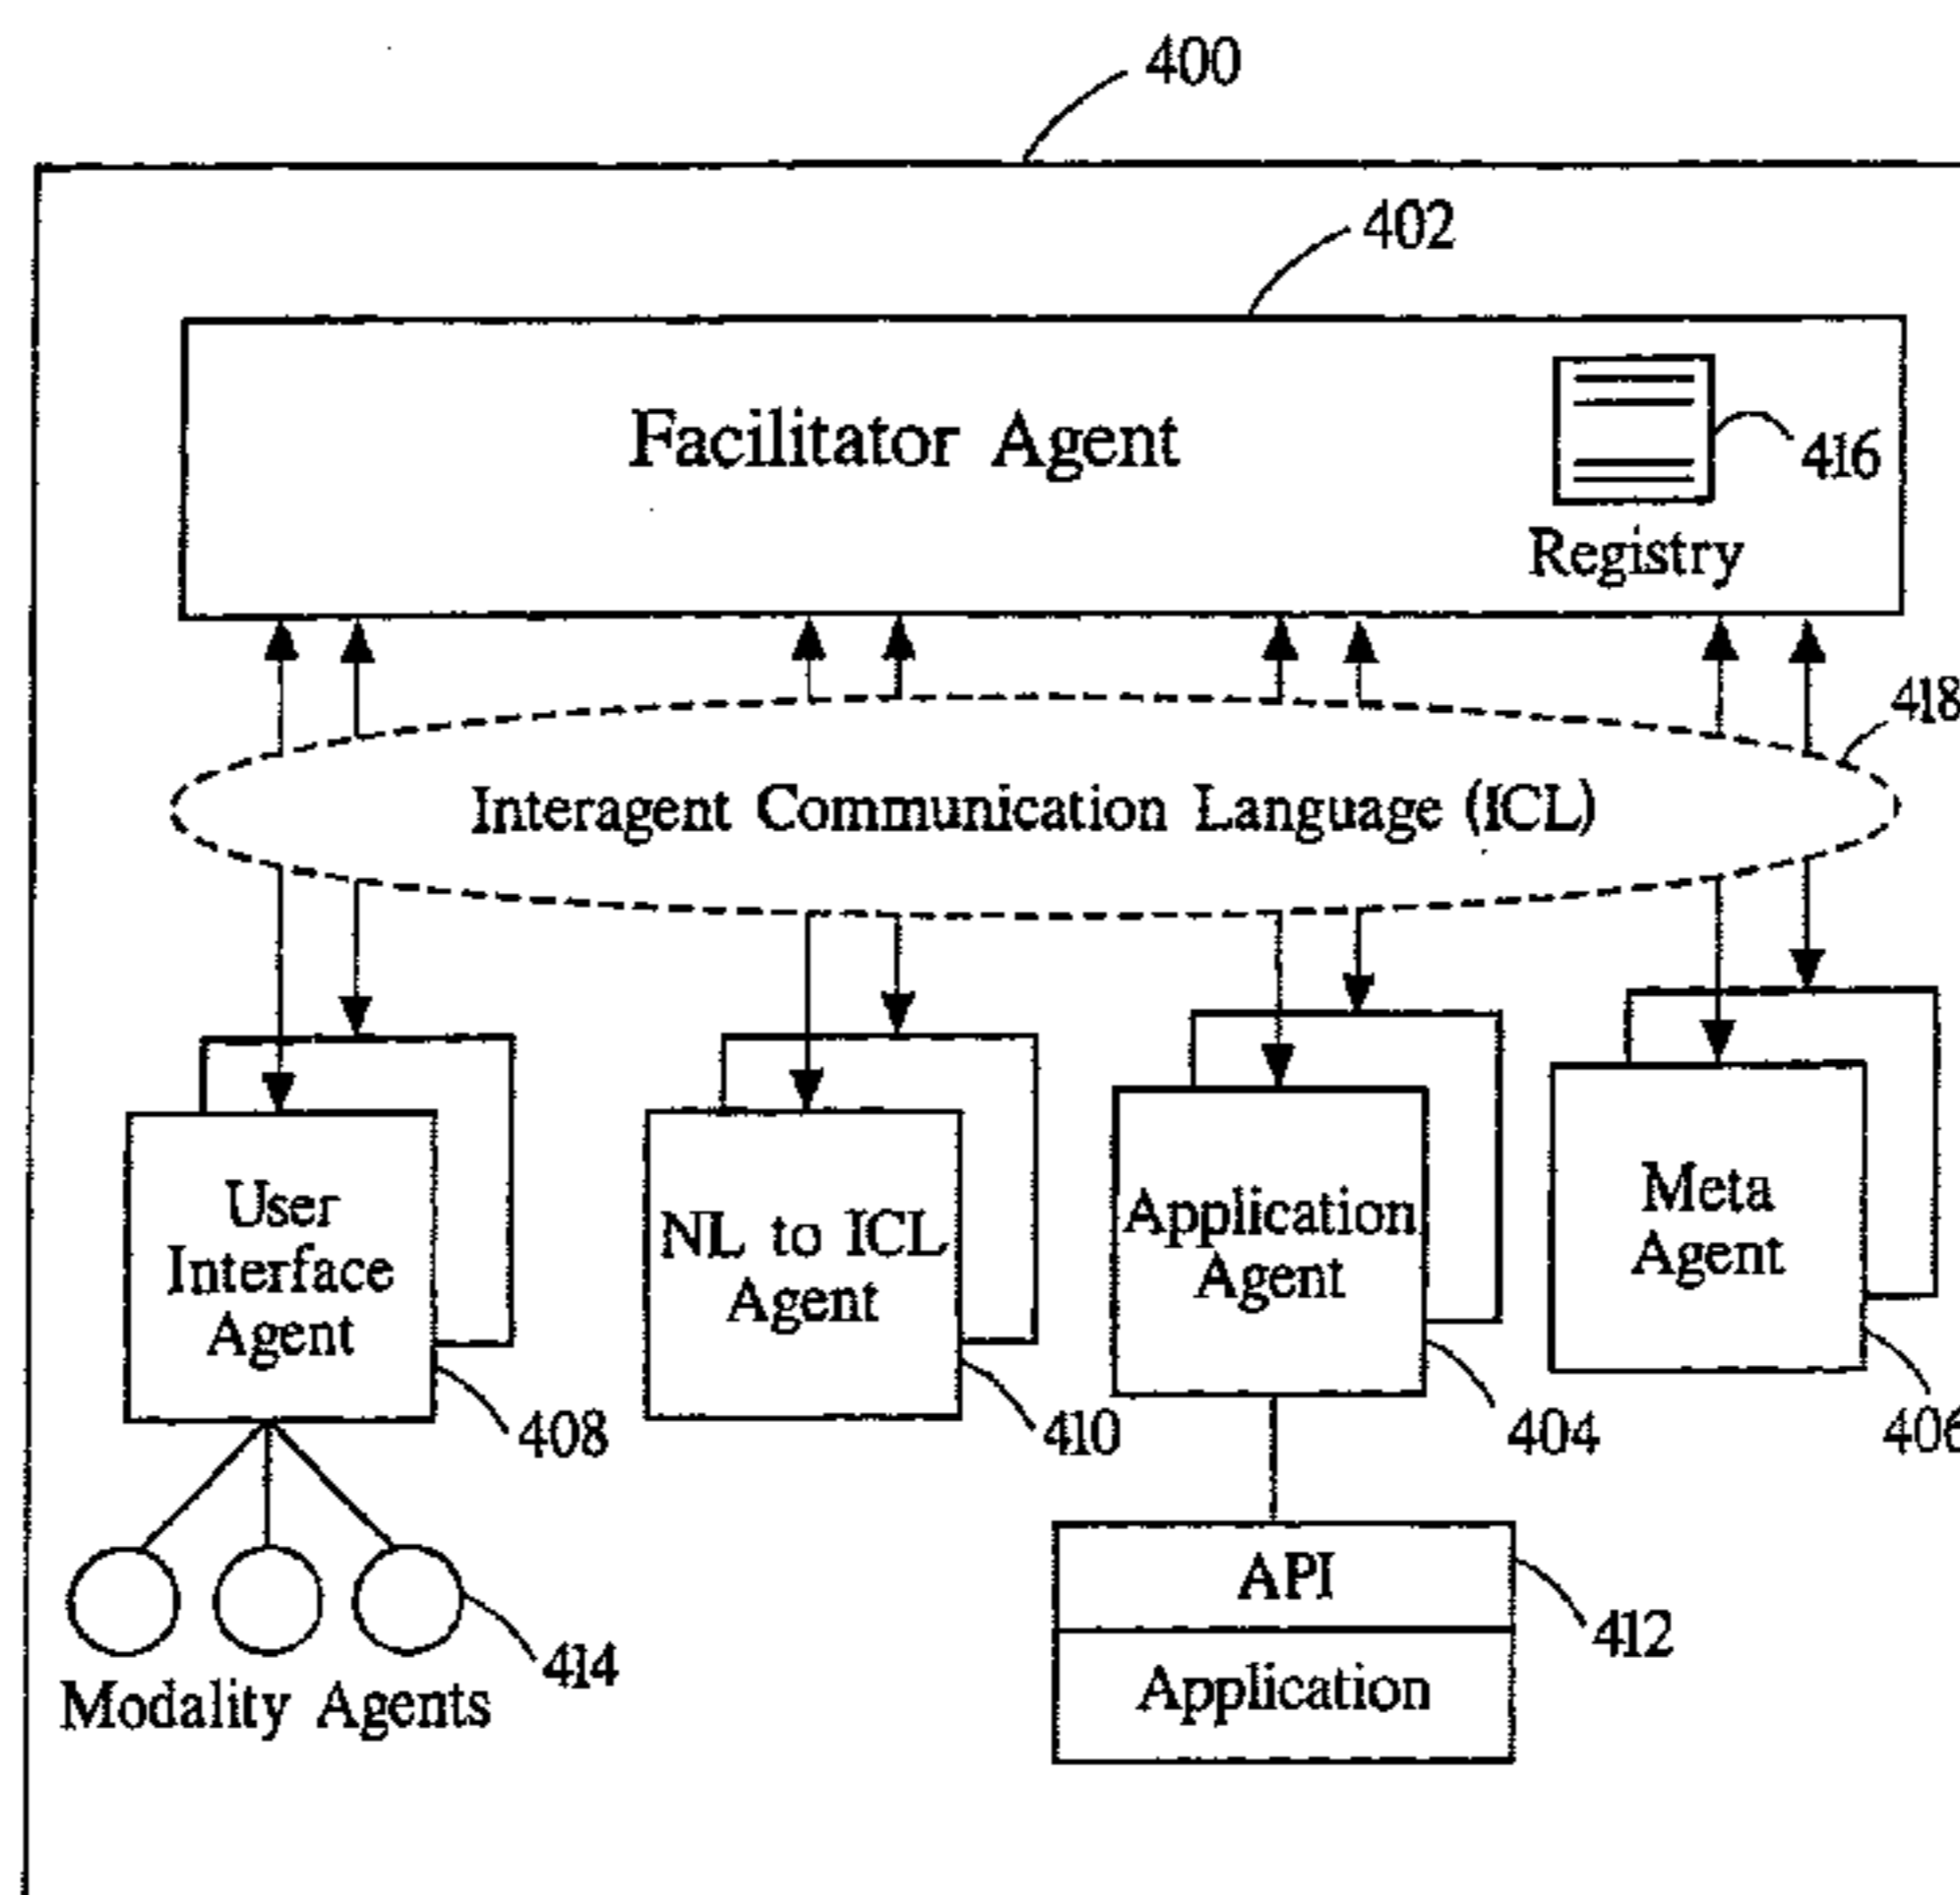 400
402
Facilitator Agent
416
Registry
418
Interagent Communication Language (ICL)
User
Interface
Agent
NL to ICL
Agent
Application
Agent
Meta
Agent
408
410
404
406
API
412
414
Application
Modality Agents